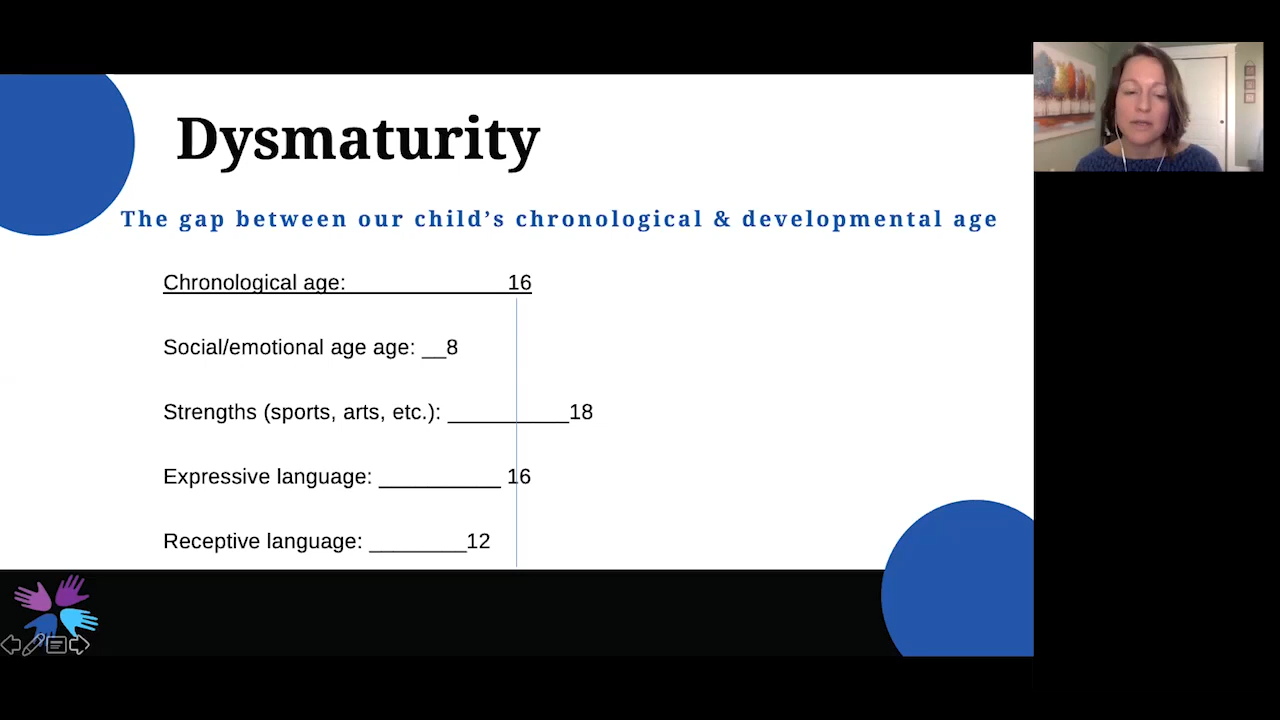 Dysmaturity
The gap between our child’s chronological & developmental age
Chronological age: 16
Social/emotional age age: __8
Strengths (sports, arts, etc.): __________18
Expressive language: __________ 16
Receptive language: ________12